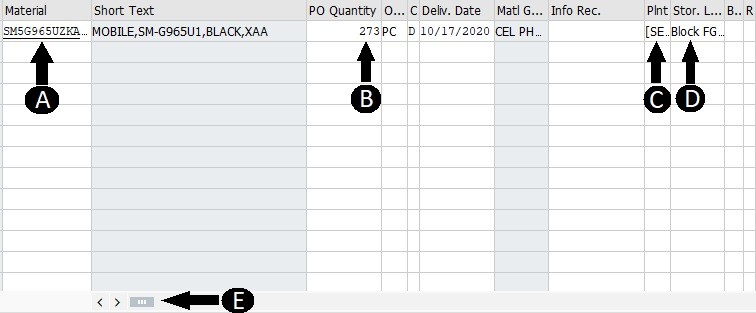 Material Short Text PO Quantity O... C Deliv. Date Matl G... Info Rec. Plnt Stor. L... B.. R
SM5G965UZKA... MOBILE,SM-G965U1,BLACK,XAA 273 PC D 10/17/2020 CEL PH... [SE.. Block FG...
A B C D
E